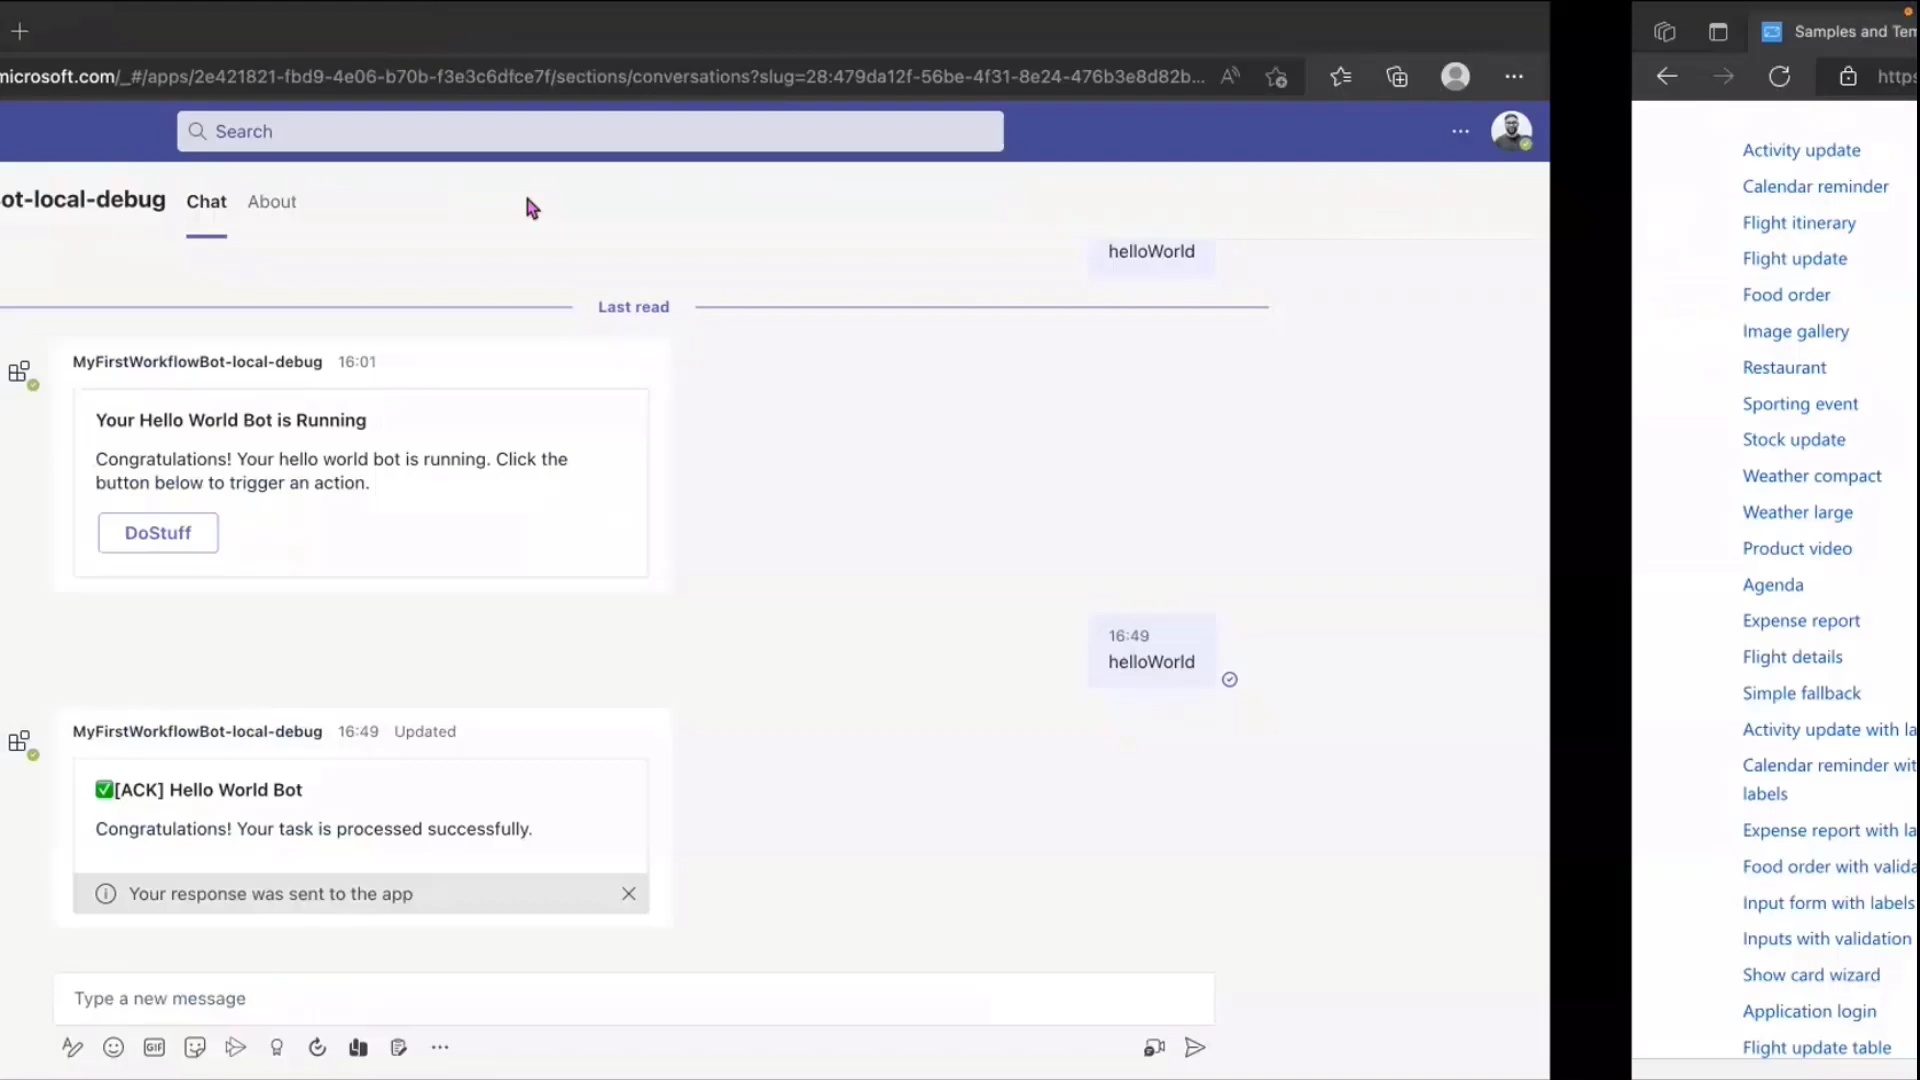 Samples and Tem
microsoft.com/_#/apps/2e421821-fbd9-4e06-b70b-f3e3c6dfce7f/sections/conversations?slug=28:479da12f-56be-4f31-8e24-476b3e8d82b...
https
Search
ot-local-debug
Chat
About
helloWorld
Last read
MyFirstWorkflowBot-local-debug 16:01
Your Hello World Bot is Running
Congratulations! Your hello world bot is running. Click the
button below to trigger an action.
DoStuff
16:49
helloWorld
MyFirstWorkflowBot-local-debug 16:49 Updated
✅[ACK] Hello World Bot
Congratulations! Your task is processed successfully.
Your response was sent to the app
Type a new message
GIF
Activity update
Calendar reminder
Flight itinerary
Flight update
Food order
Image gallery
Restaurant
Sporting event
Stock update
Weather compact
Weather large
Product video
Agenda
Expense report
Flight details
Simple fallback
Activity update with la
Calendar reminder wit
labels
Expense report with la
Food order with valida
Input form with labels
Inputs with validation
Show card wizard
Application login
Flight update table